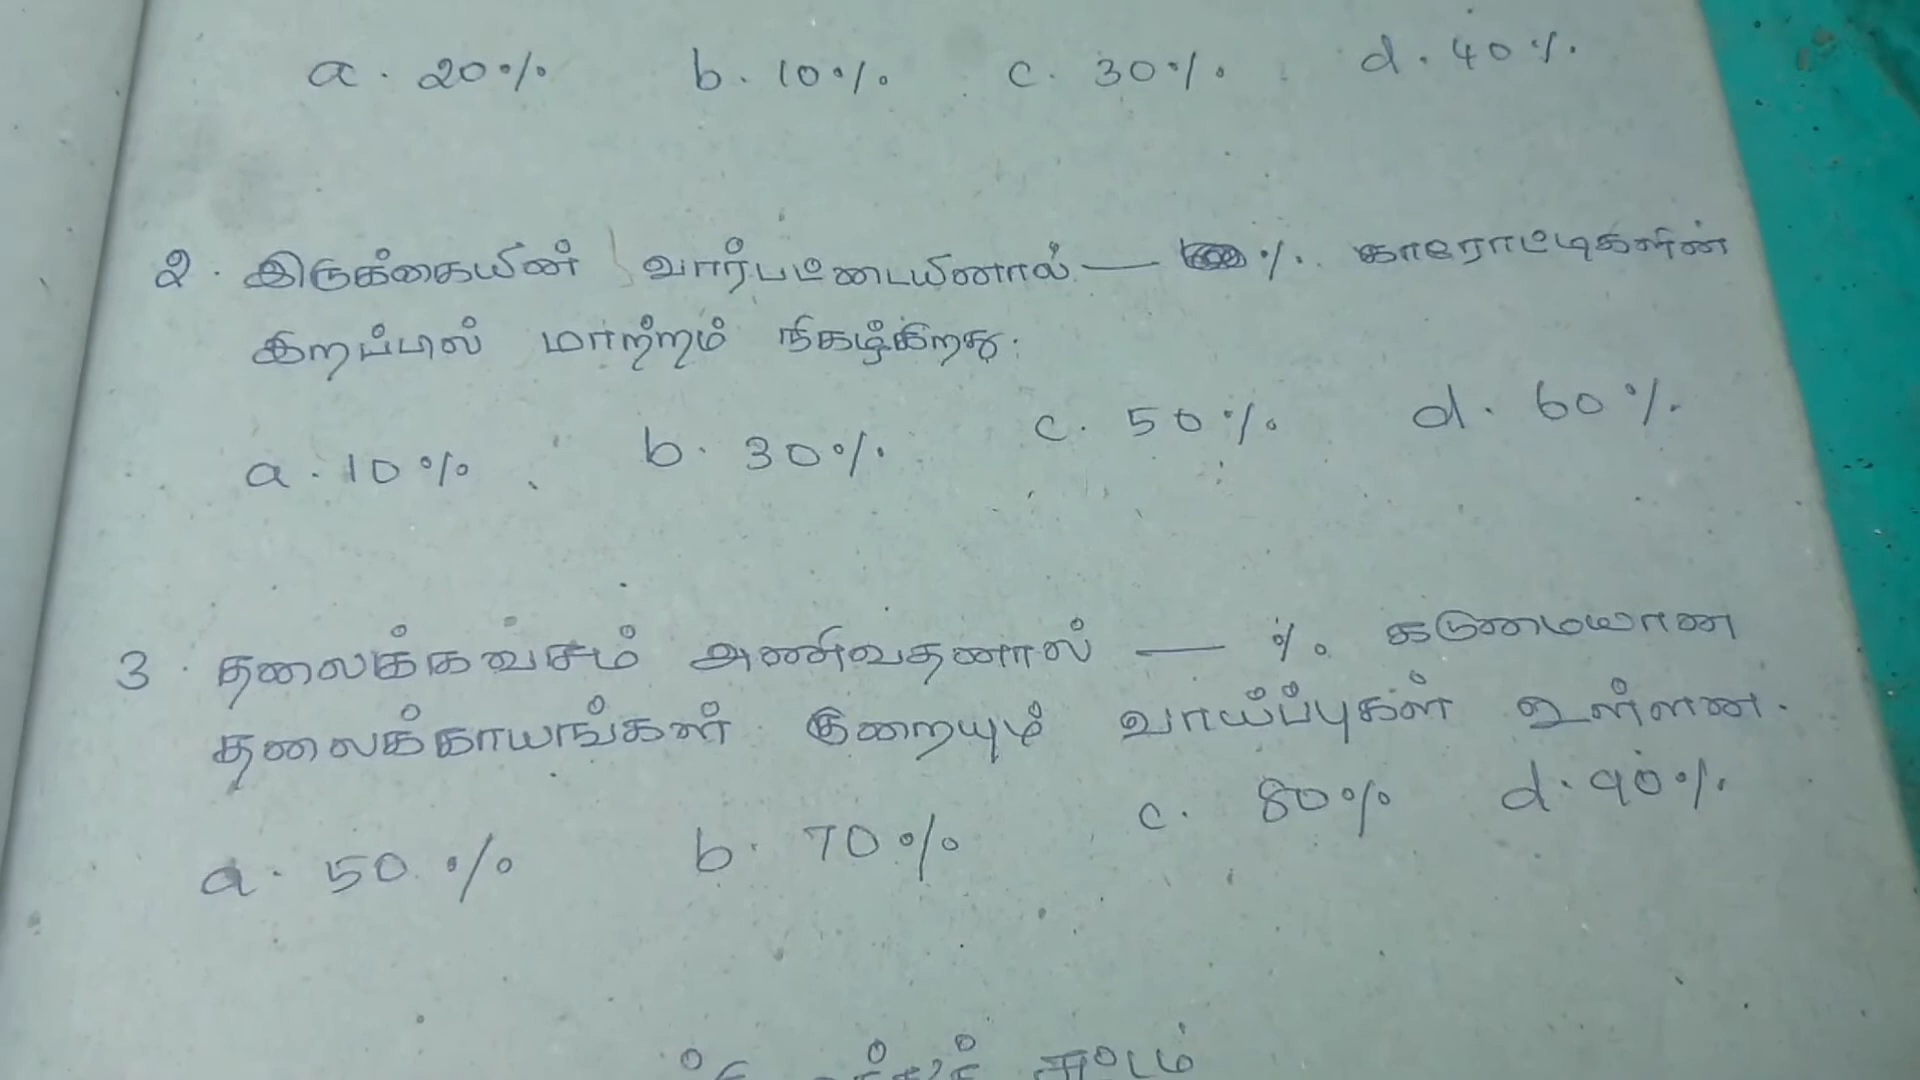 a. 20% b. 10% c. 30% d. 40%
2. இருக்கையின் வார்பட்டையினால் — %. காரோட்டிகளின்
இறப்பில் மாற்றம் நிகழ்கிறது.
a. 10% b. 30% c. 50% d. 60%
3. தலைக்கவசம் அணிவதனால் — %. கடுமையான
தலைக்காயங்கள் குறையும் வாய்ப்புகள் உள்ளன.
a. 50% b. 70% c. 80% d. 90%